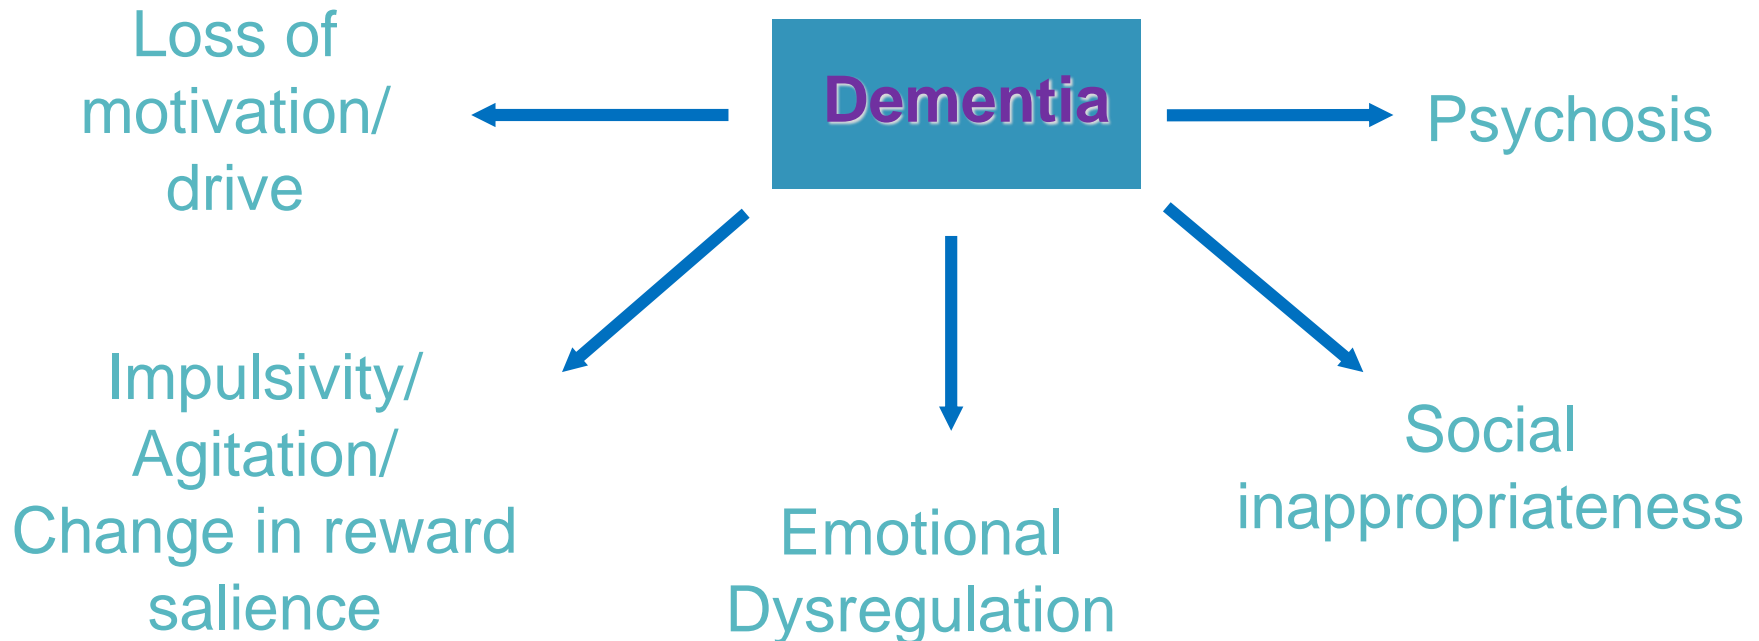 Loss of
motivation/
drive
Dementia
Psychosis
Impulsivity/
Agitation/
Change in reward
salience
Emotional
Dysregulation
Social
inappropriateness